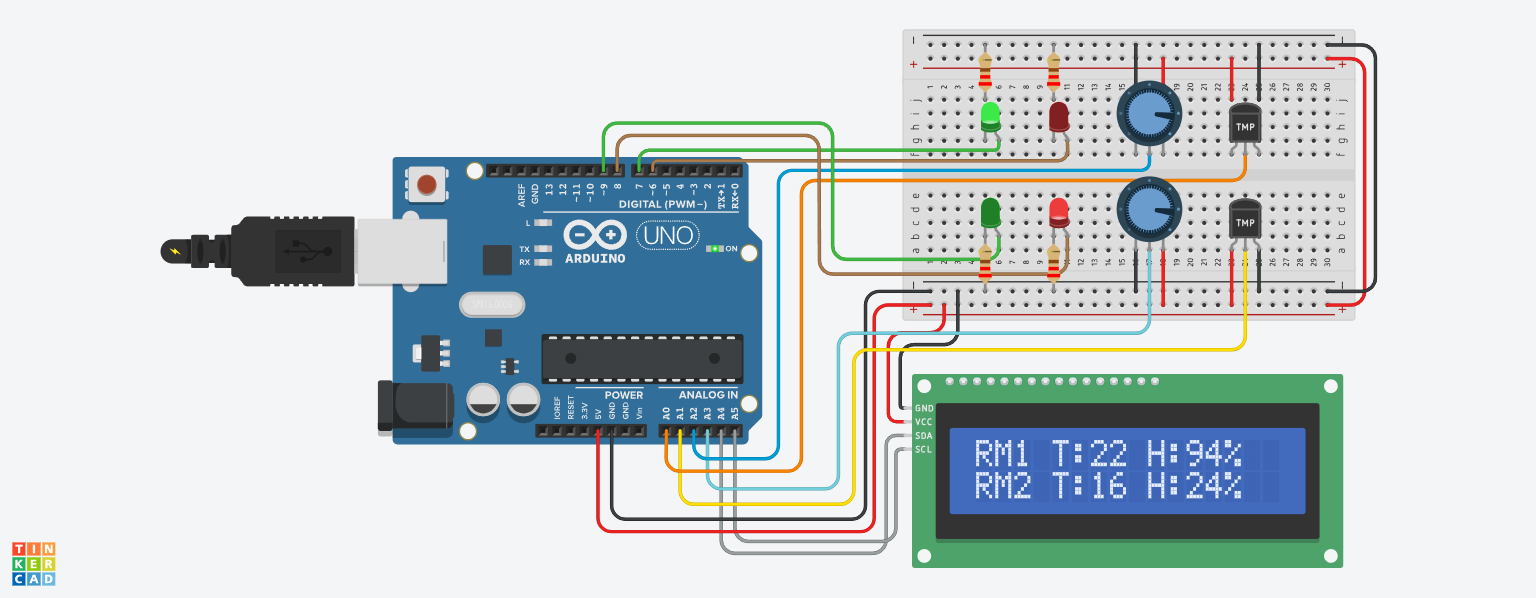 AREF
GND
13
12
~11
~10
~9
8
7
~6
~5
4
~3
2
TX→1
RX←0
DIGITAL (PWM~)
L
TX
RX
ARDUINO
UNO
ON
POWER
ANALOG IN
IOREF
RESET
3.3V
5V
GND
GND
Vin
A0
A1
A2
A3
A4
A5
TMP
TMP
GND
VCC
SDA
SCL
RM1 T:22 H:94%
RM2 T:16 H:24%
TIN
KER
CAD